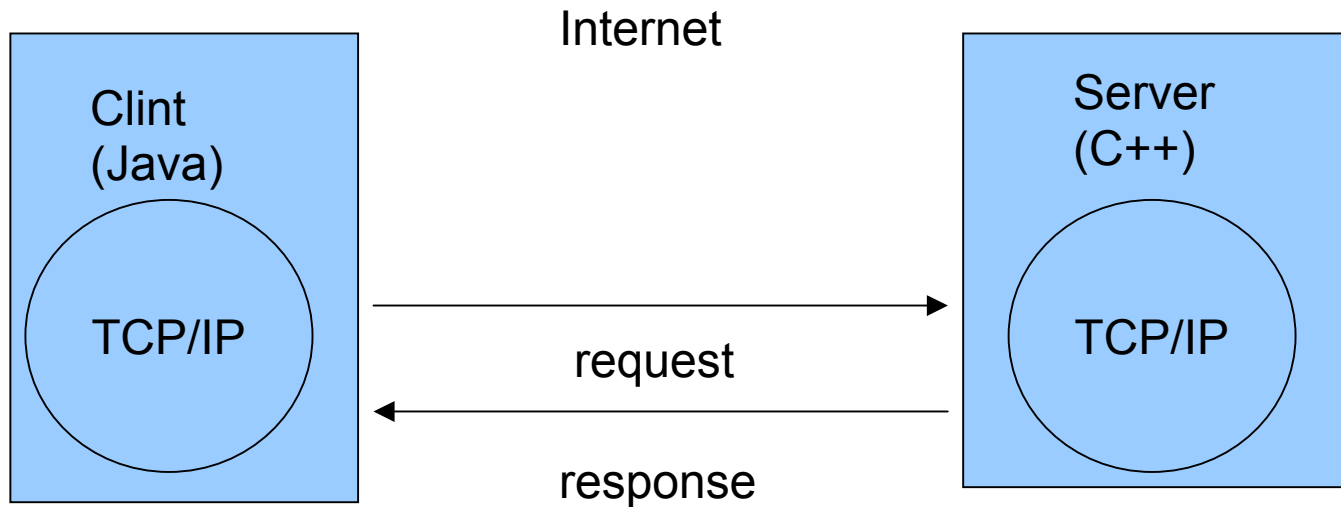 Internet
Clint
(Java)
TCP/IP
request
response
Server
(C++)
TCP/IP